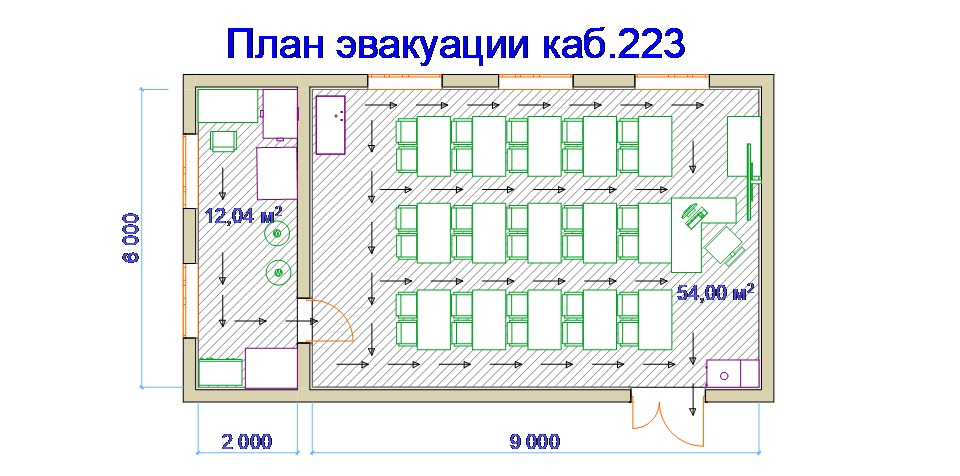 План эвакуации каб.223
6 000
12,04 м²
54,00 м²
2 000
9 000